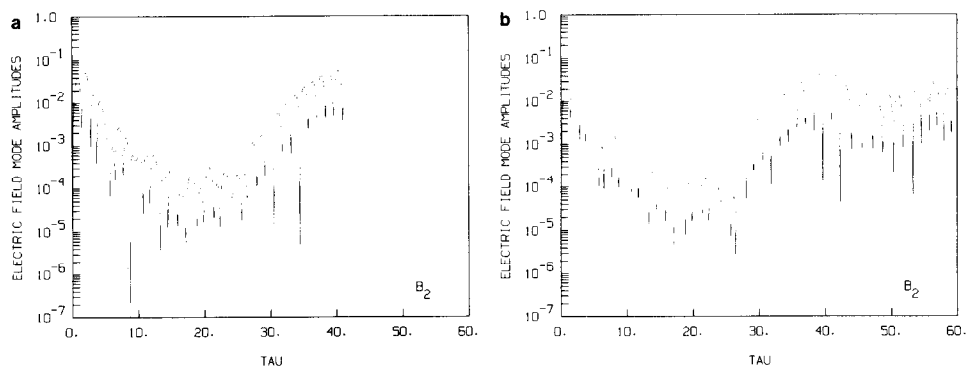 a
ELECTRIC FIELD MODE AMPLITUDES
1.0
10⁻¹
10⁻²
10⁻³
10⁻⁴
10⁻⁵
10⁻⁶
10⁻⁷
0. 10. 20. 30. 40. 50. 60.
TAU
B₂
b
ELECTRIC FIELD MODE AMPLITUDES
1.0
10⁻¹
10⁻²
10⁻³
10⁻⁴
10⁻⁵
10⁻⁶
10⁻⁷
0. 10. 20. 30. 40. 50. 60.
TAU
B₂